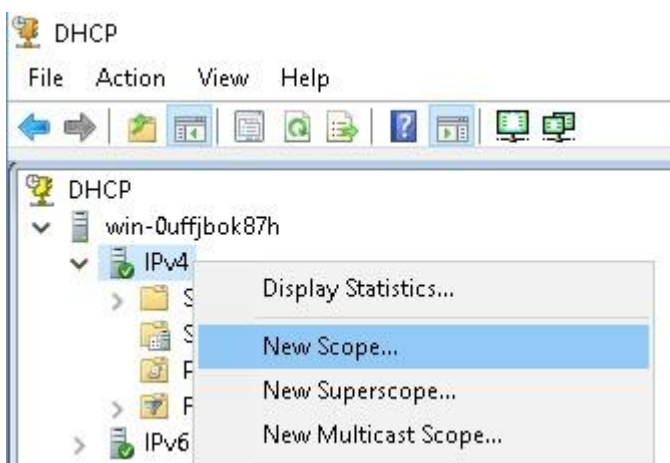 DHCP
File Action View Help
DHCP
win-0uffjbok87h
IPv4
Display Statistics...
S
New Scope...
S
P
New Superscope...
F
New Multicast Scope...
IPv6